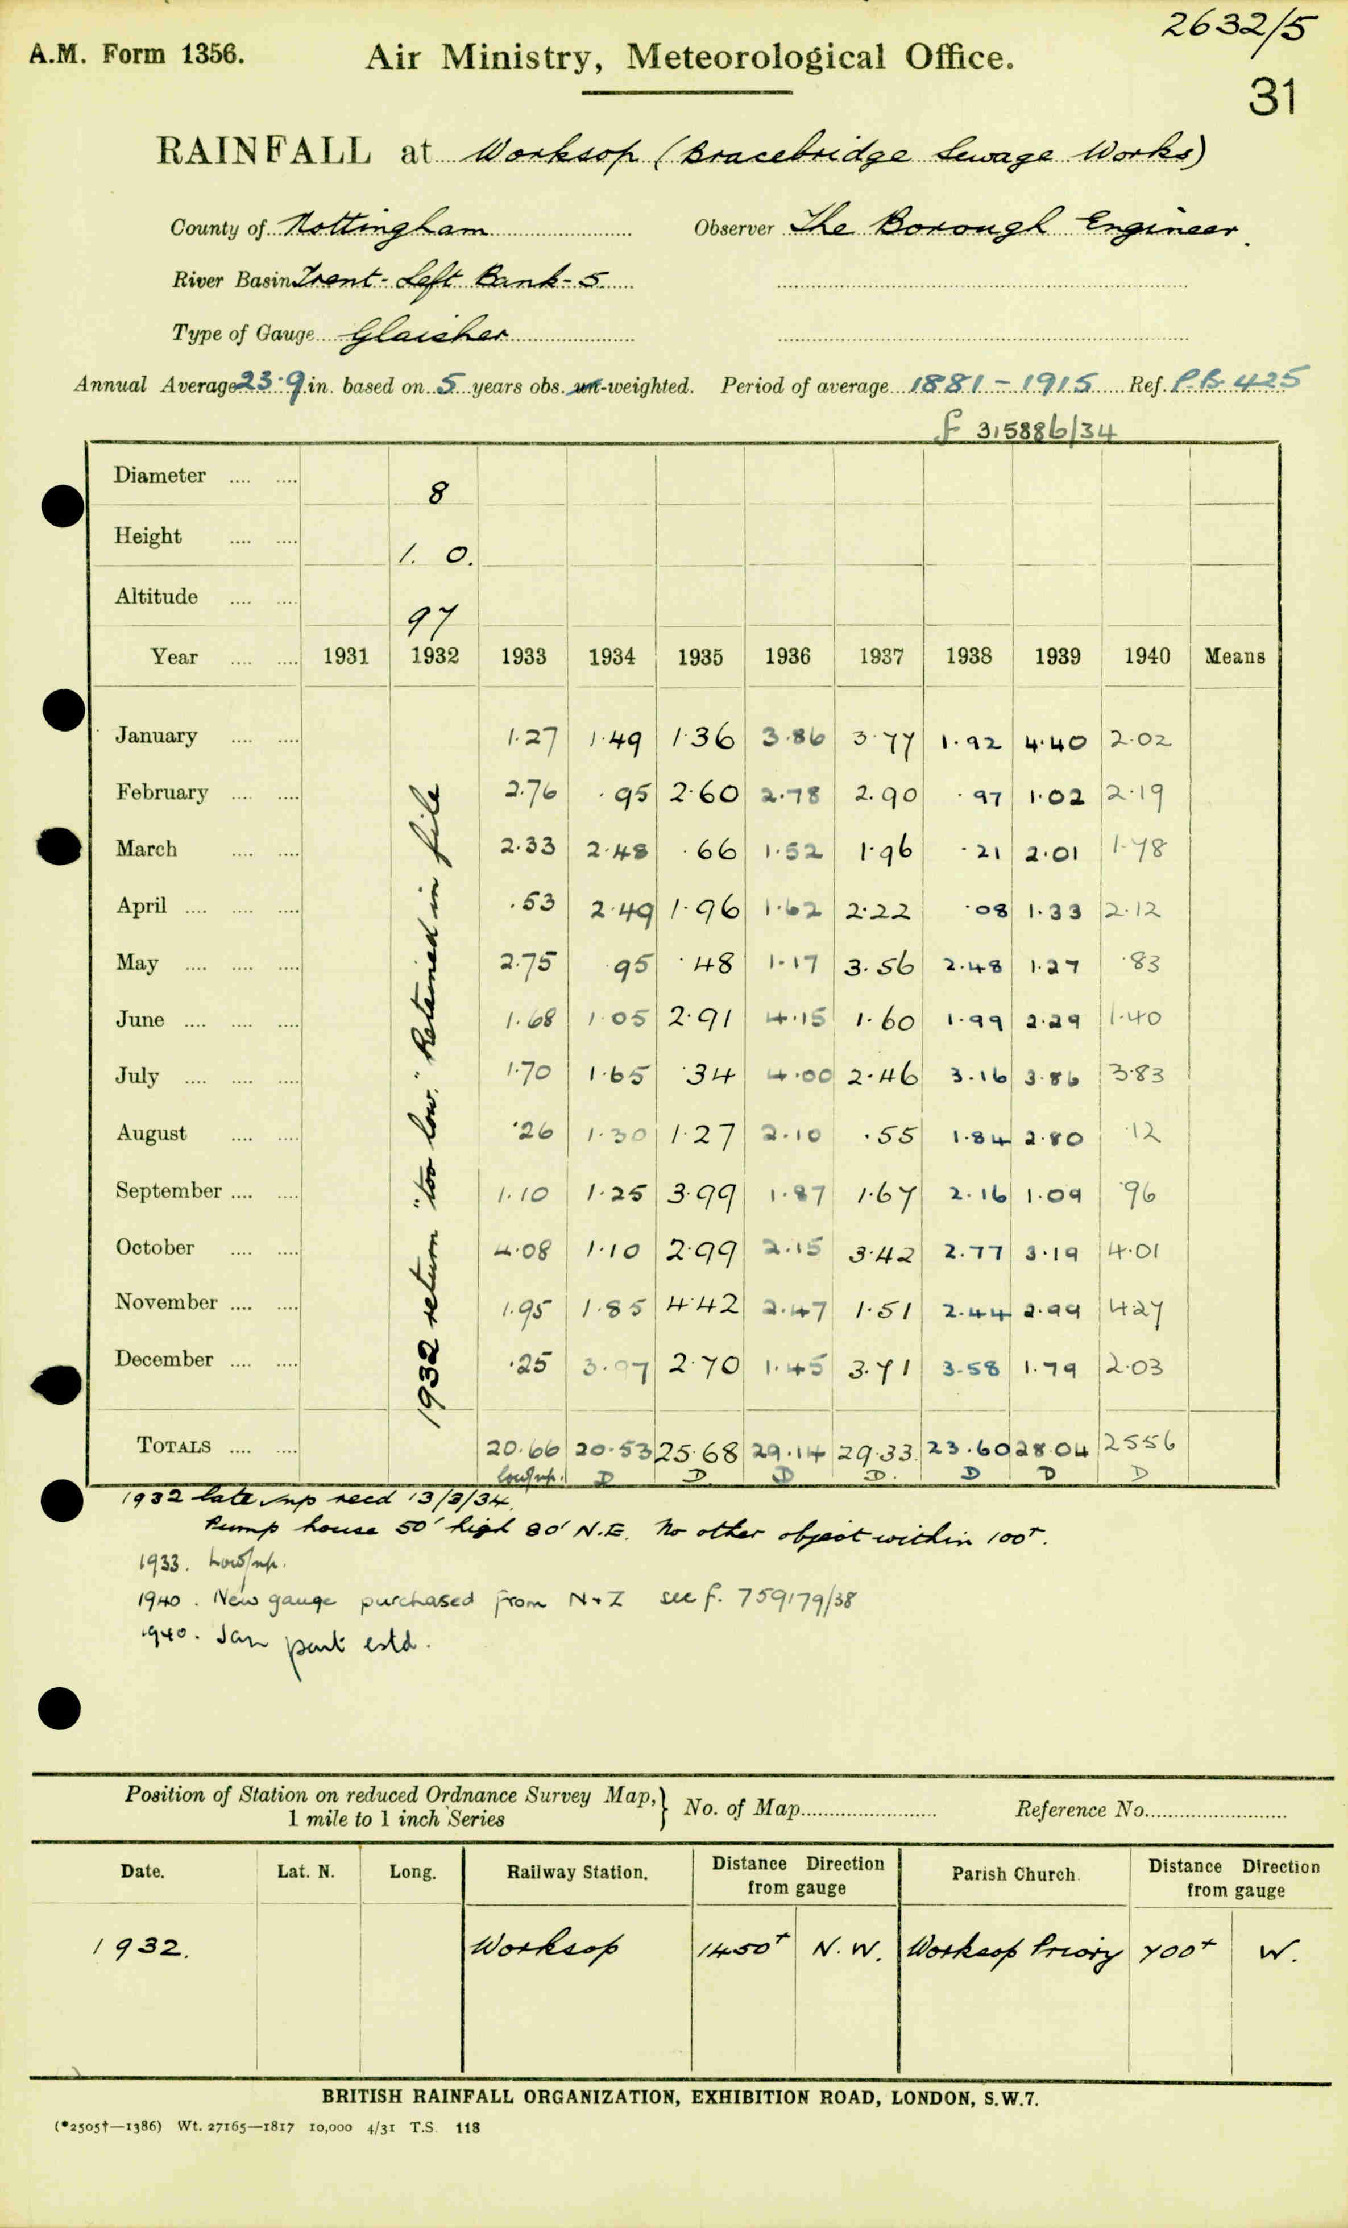 2632/5
A.M. Form 1356. Air Ministry, Meteorological Office.
31
RAINFALL at Worksop (Bracebridge Sewage Works)
County of Nottingham Observer The Borough Engineer.
River Basin Trent - Left Bank - 5
Type of Gauge Glaisher
Annual Average 23.9 in. based on 5 years obs. un-weighted. Period of average 1881 - 1915 Ref. P.B. 425
f 315886/34
Diameter .... .... 8
Height .... .... 1. 0.
Altitude .... .... 97
Year .... .... 1931 1932 1933 1934 1935 1936 1937 1938 1939 1940 Means
1932 return "too low." Retained in file
January .... .... 1.27 1.49 1.36 3.86 3.77 1.92 4.40 2.02
February .... .... 2.76 .95 2.60 2.78 2.90 .97 1.02 2.19
March .... .... 2.33 2.48 .66 1.52 1.96 .21 2.01 1.78
April .... .... .... .53 2.49 1.96 1.62 2.22 .08 1.33 2.12
May .... .... .... 2.75 .95 .48 1.17 3.56 2.48 1.27 .83
June .... .... .... 1.68 1.05 2.91 4.15 1.60 1.99 2.29 1.40
July .... .... .... 1.70 1.65 .34 4.00 2.46 3.16 3.86 3.83
August .... .... .26 1.30 1.27 2.10 .55 1.84 2.80 .12
September .... .... 1.10 1.25 3.99 1.87 1.67 2.16 1.09 .96
October .... .... 4.08 1.10 2.99 2.15 3.42 2.77 3.19 4.01
November .... .... 1.95 1.85 4.42 2.47 1.51 2.44 2.99 4.27
December .... .... .25 3.97 2.70 1.45 3.71 3.58 1.79 2.03
TOTALS .... .... 20.66 20.53 25.68 29.14 29.33 23.60 28.04 25 56
D D D D. D D D
1932 late recd 13/3/34
Pump house 50' high 80' N.E. No other object within 100ft.
1933.
1940. New gauge purchased from N+Z see f. 759179/38
1940. Jan part estd.
Position of Station on reduced Ordnance Survey Map, } No. of Map Reference No.
1 mile to 1 inch Series
Date. Lat. N. Long. Railway Station. Distance Direction from gauge Parish Church. Distance Direction from gauge
1932. Worksop 1450+ N.W. Worksop Priory 700+ W.
BRITISH RAINFALL ORGANIZATION, EXHIBITION ROAD, LONDON, S.W.7.
(*2505†—1386) Wt. 27165—1817 10,000 4/31 T.S. 118